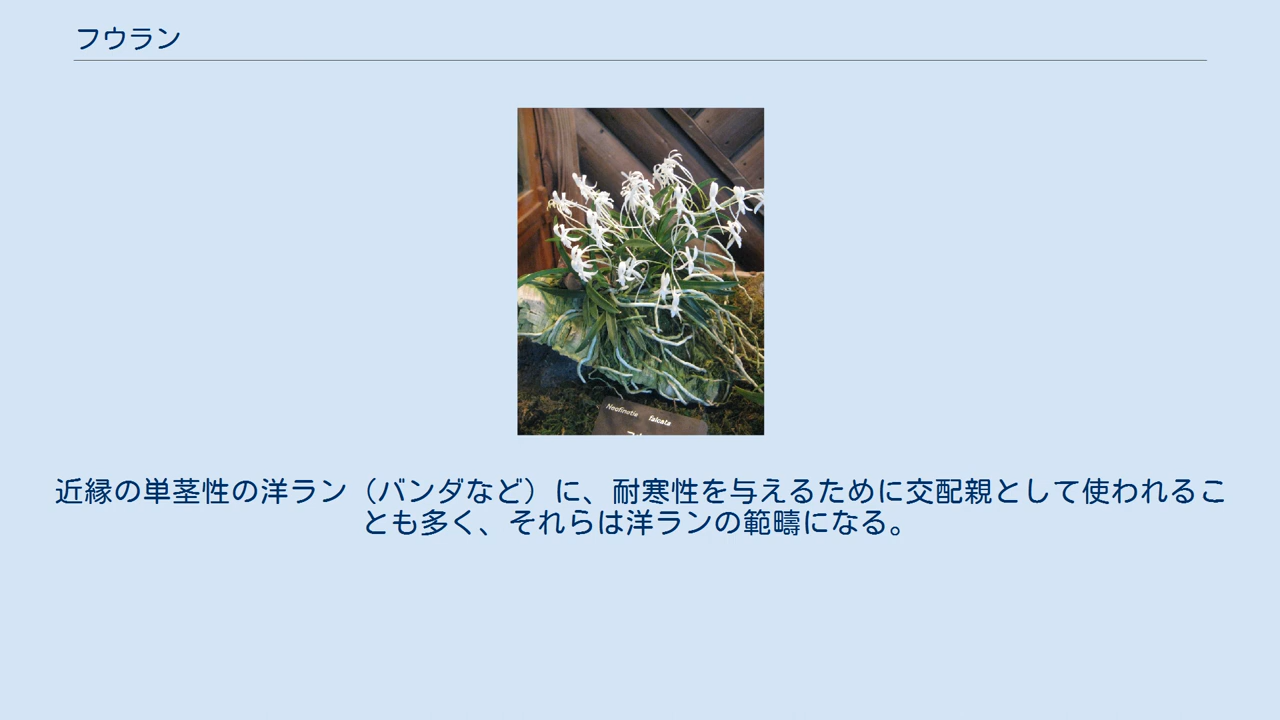 フウラン
Neofinetia falcata
近縁の単茎性の洋ラン（バンダなど）に、耐寒性を与えるために交配親として使われるこ
とも多く、それらは洋ランの範疇になる。